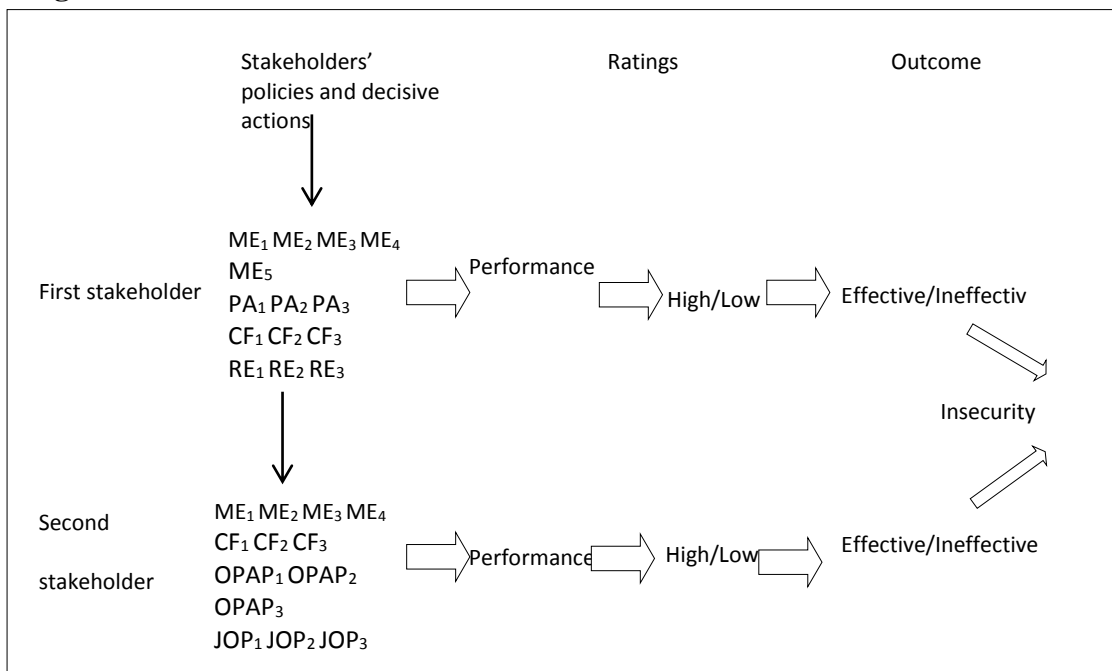 Stakeholders’
policies and decisive
actions
Ratings
Outcome
First stakeholder
ME₁ ME₂ ME₃ ME₄
ME₅
PA₁ PA₂ PA₃
CF₁ CF₂ CF₃
RE₁ RE₂ RE₃
Performance
High/Low
Effective/Ineffectiv
Insecurity
Second
stakeholder
ME₁ ME₂ ME₃ ME₄
CF₁ CF₂ CF₃
OPAP₁ OPAP₂
OPAP₃
JOP₁ JOP₂ JOP₃
Performance
High/Low
Effective/Ineffective